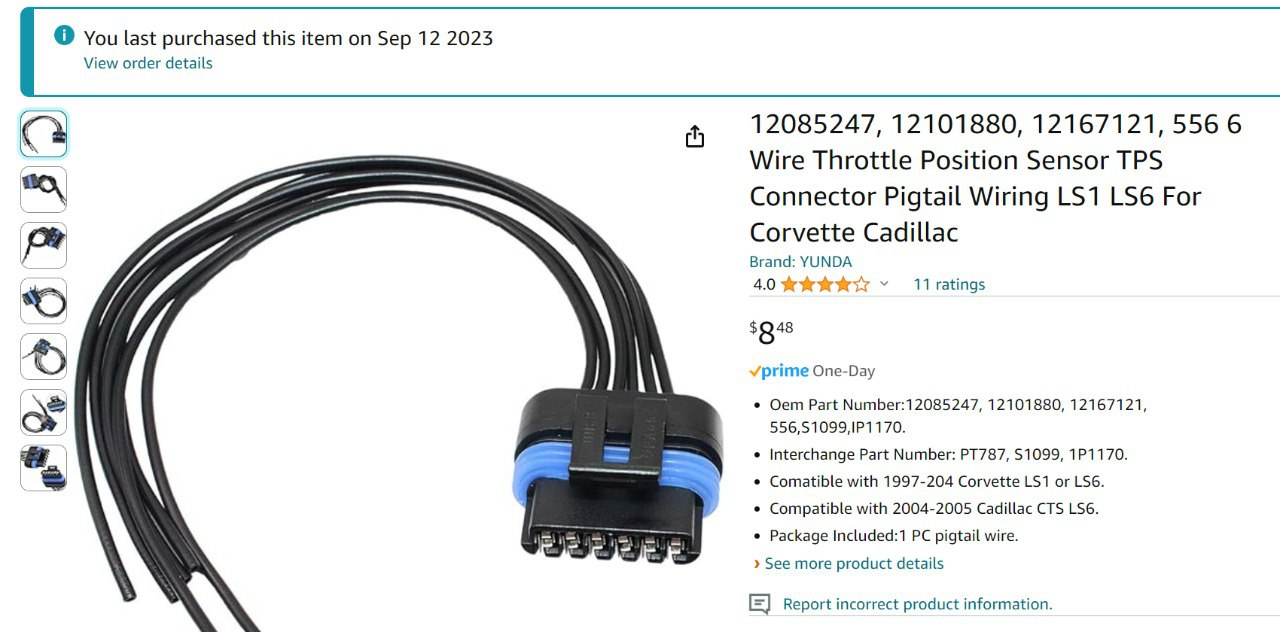 You last purchased this item on Sep 12 2023
View order details
12085247, 12101880, 12167121, 556 6
Wire Throttle Position Sensor TPS
Connector Pigtail Wiring LS1 LS6 For
Corvette Cadillac
Brand: YUNDA
4.0
11 ratings
$8 48
prime One-Day
Oem Part Number:12085247, 12101880, 12167121,
556,S1099,IP1170.
Interchange Part Number: PT787, S1099, 1P1170.
Comatible with 1997-204 Corvette LS1 or LS6.
Compatible with 2004-2005 Cadillac CTS LS6.
Package Included:1 PC pigtail wire.
See more product details
Report incorrect product information.